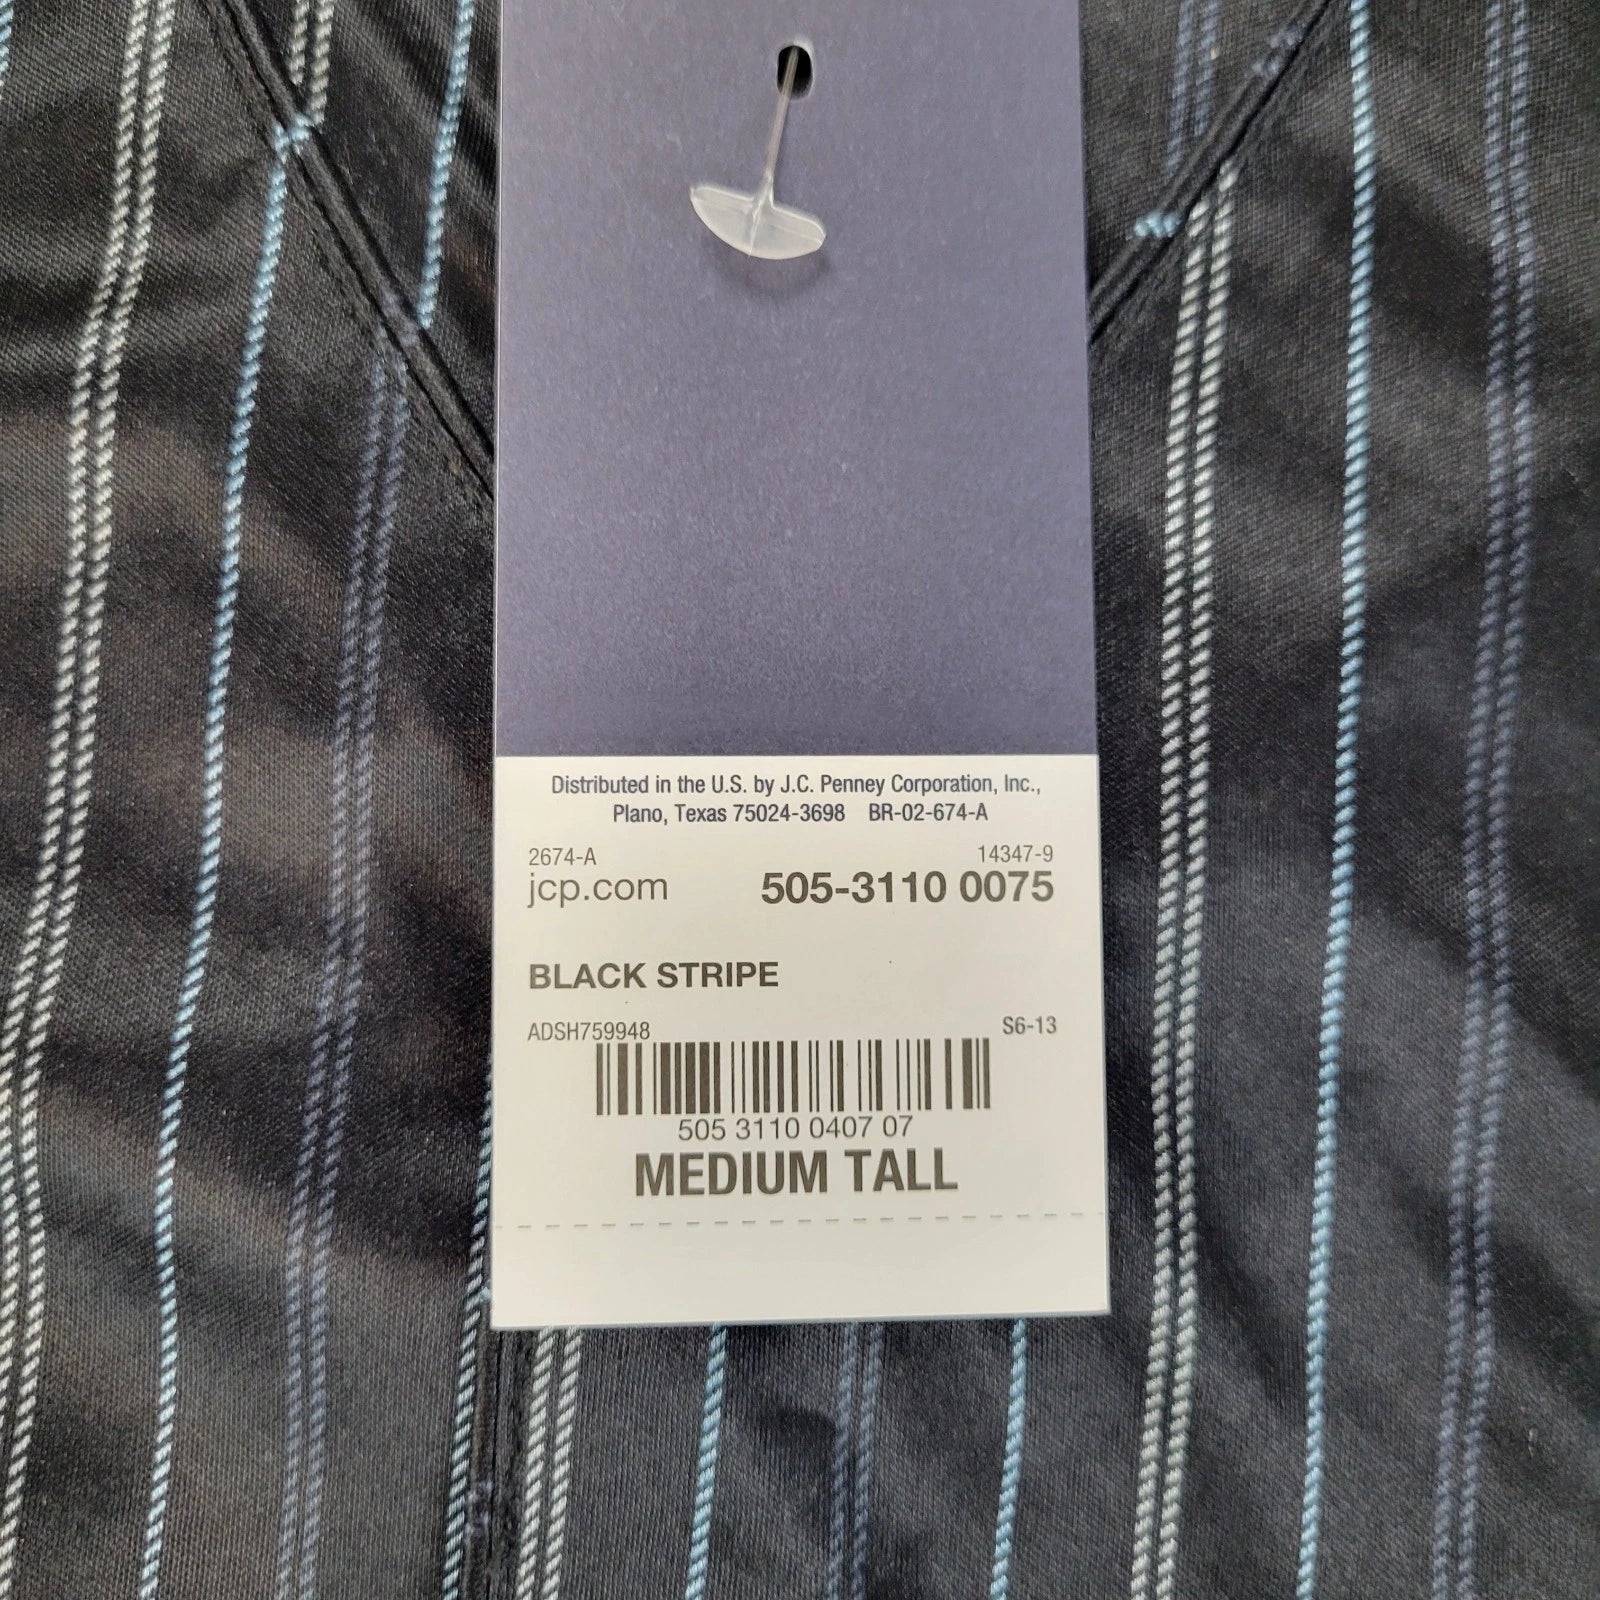 Distributed in the U.S. by J.C. Penney Corporation, Inc.,
Plano, Texas 75024-3698 BR-02-674-A
2674-A 14347-9
jcp.com 505-3110 0075
BLACK STRIPE
ADSH759948 S6-13
505 3110 0407 07
MEDIUM TALL